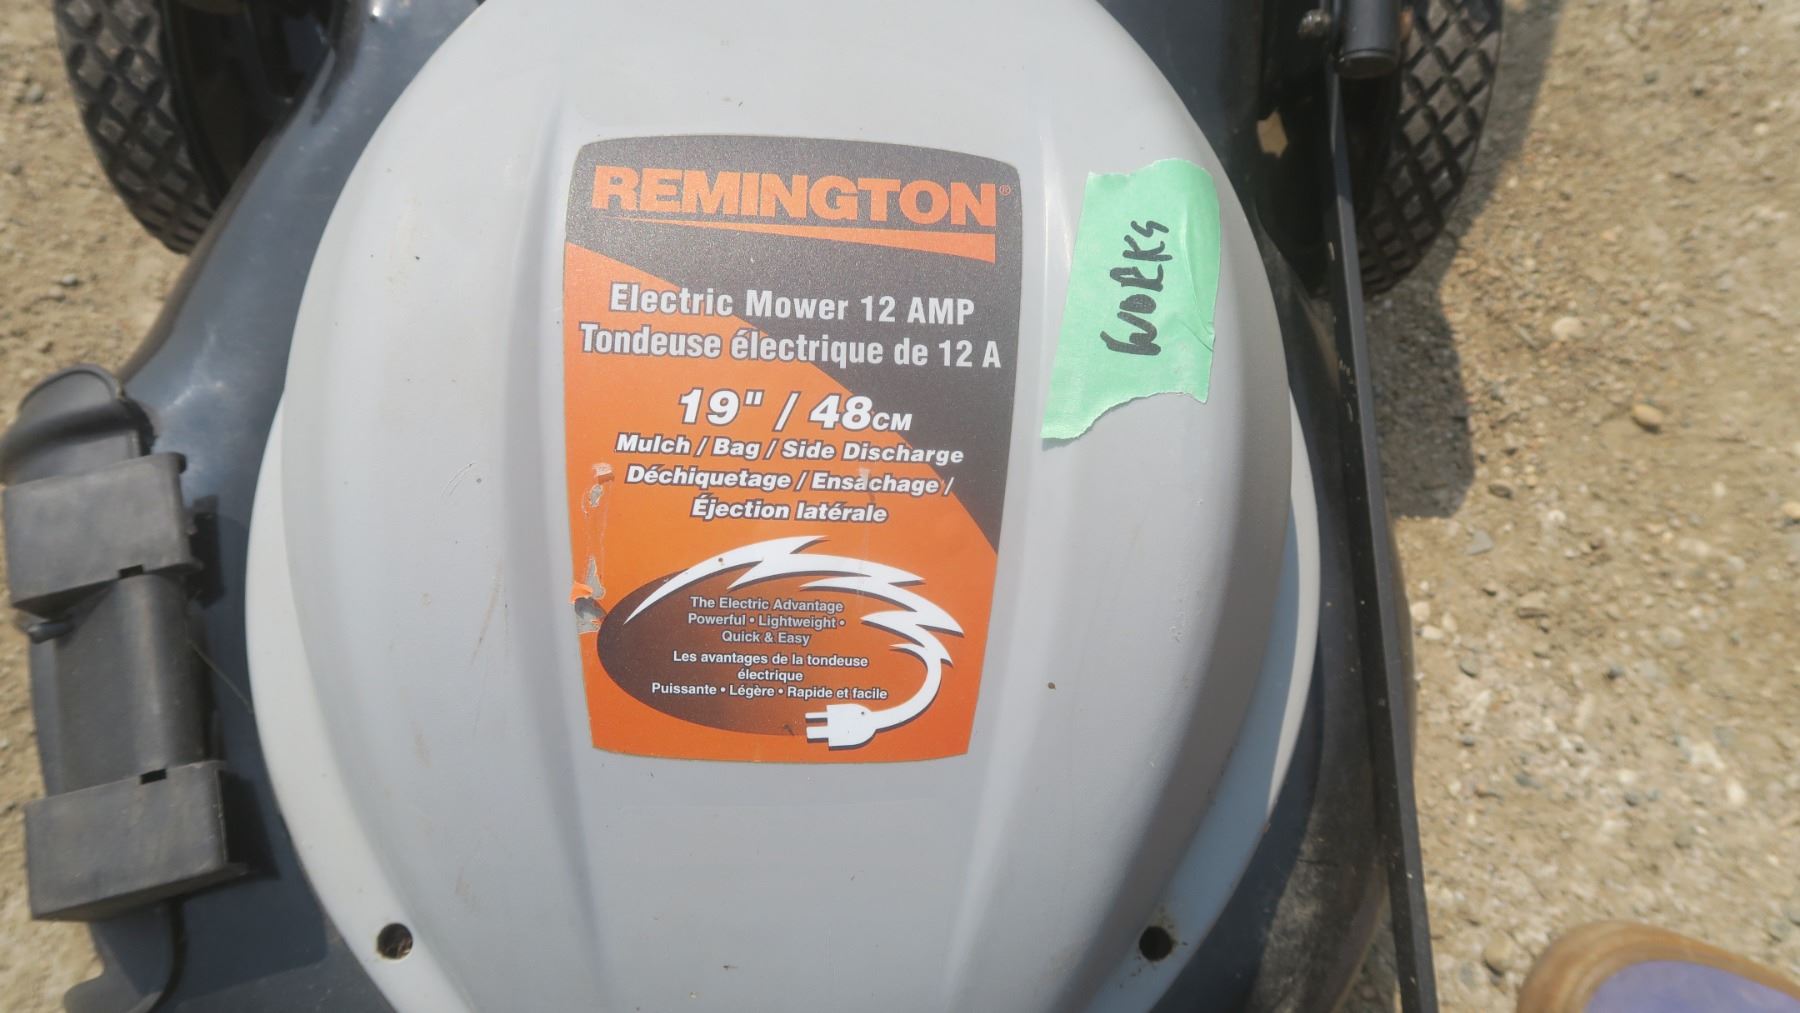 REMINGTON®
Electric Mower 12 AMP
Tondeuse électrique de 12 A
19" / 48CM
Mulch / Bag / Side Discharge
Déchiquetage / Ensachage /
Éjection latérale
The Electric Advantage
Powerful • Lightweight •
Quick & Easy
Les avantages de la tondeuse
électrique
Puissante • Légère • Rapide et facile
WORKS